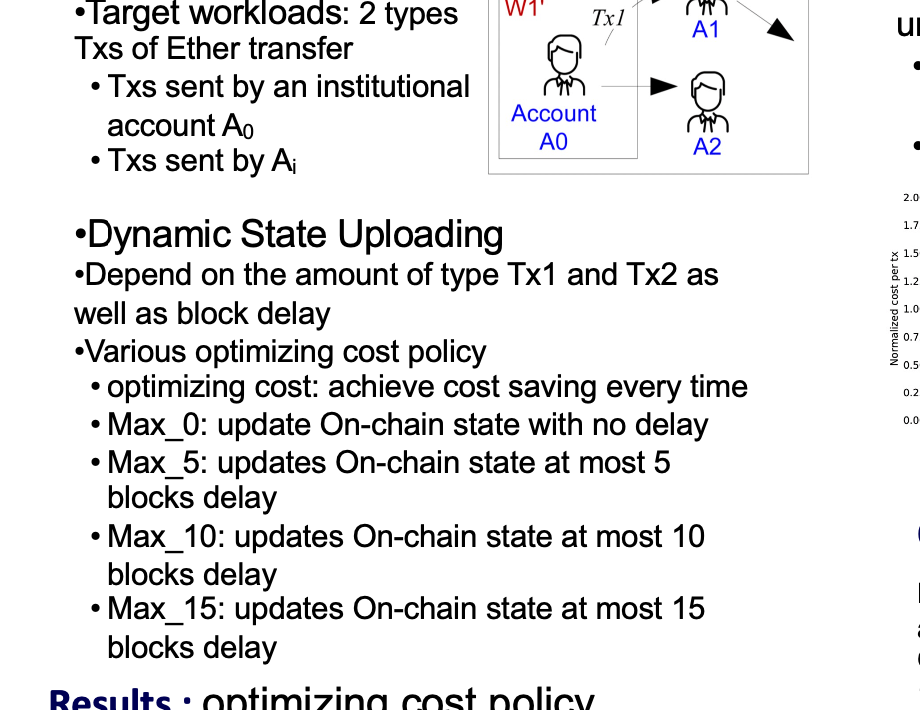 •Target workloads: 2 types
Txs of Ether transfer
• Txs sent by an institutional
account A0
• Txs sent by Ai
W1'
Tx1
A1
Account
A0
A2
•Dynamic State Uploading
•Depend on the amount of type Tx1 and Tx2 as
well as block delay
•Various optimizing cost policy
• optimizing cost: achieve cost saving every time
• Max_0: update On-chain state with no delay
• Max_5: updates On-chain state at most 5
blocks delay
• Max_10: updates On-chain state at most 10
blocks delay
• Max_15: updates On-chain state at most 15
blocks delay
Results : optimizing cost policy
Normalized cost per tx
2.0
1.7
1.5
1.2
1.0
0.7
0.5
0.2
0.0